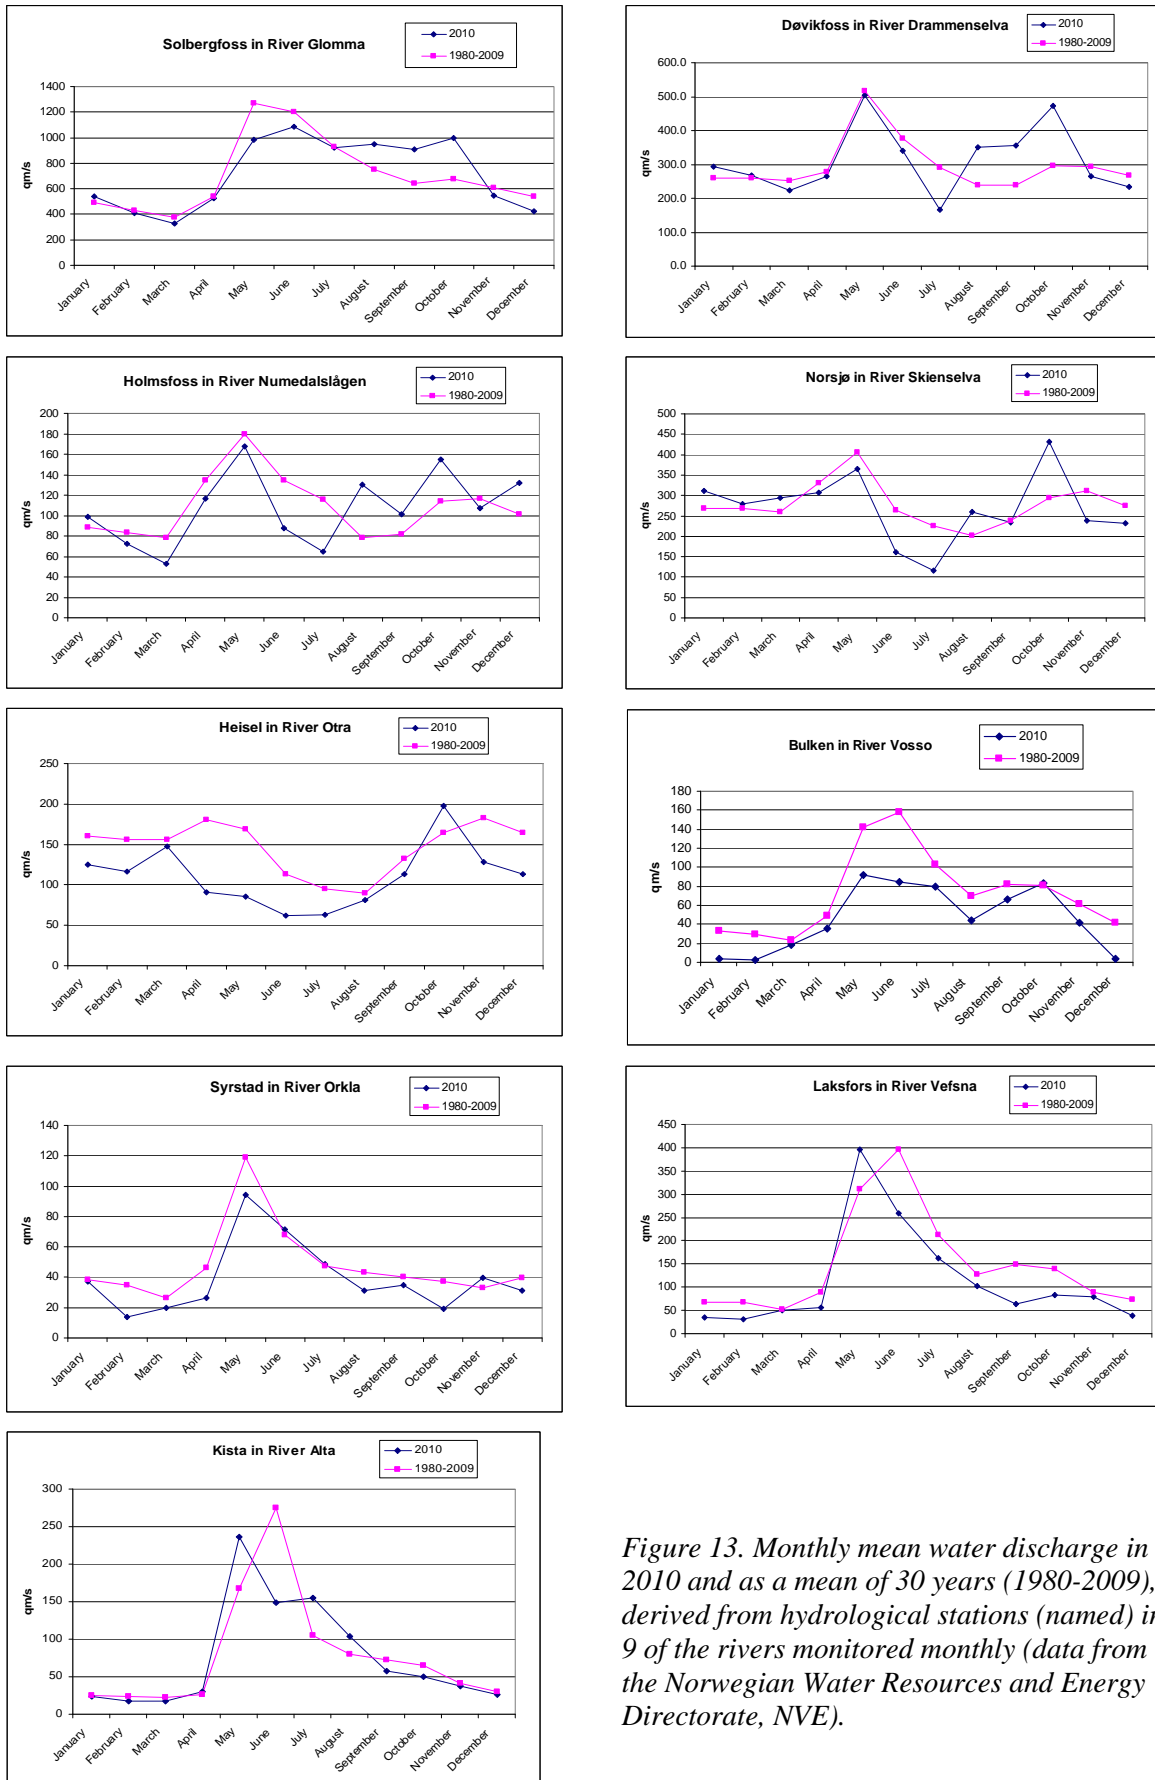 Solbergfoss in River Glomma
2010
1980-2009
qm/s
1400
1200
1000
800
600
400
200
0
January
February
March
April
May
June
July
August
September
October
November
December
Døvikfoss in River Drammenselva
2010
1980-2009
qm/s
600.0
500.0
400.0
300.0
200.0
100.0
0.0
January
February
March
April
May
June
July
August
September
October
November
December
Holmsfoss in River Numedalslågen
2010
1980-2009
qm/s
200
180
160
140
120
100
80
60
40
20
0
January
February
March
April
May
June
July
August
September
October
November
December
Norsjø in River Skienselva
2010
1980-2009
qm/s
500
450
400
350
300
250
200
150
100
50
0
January
February
March
April
May
June
July
August
September
October
November
December
Heisel in River Otra
2010
1980-2009
qm/s
250
200
150
100
50
0
January
February
March
April
May
June
July
August
September
October
November
December
Bulken in River Vosso
2010
1980-2009
qm/s
180
160
140
120
100
80
60
40
20
0
January
February
March
April
May
June
July
August
September
October
November
December
Syrstad in River Orkla
2010
1980-2009
qm/s
140
120
100
80
60
40
20
0
January
February
March
April
May
June
July
August
September
October
November
December
Laksfors in River Vefsna
2010
1980-2009
qm/s
450
400
350
300
250
200
150
100
50
0
January
February
March
April
May
June
July
August
September
October
November
December
Kista in River Alta
2010
1980-2009
qm/s
300
250
200
150
100
50
0
January
February
March
April
May
June
July
August
September
October
November
December
Figure 13. Monthly mean water discharge in
2010 and as a mean of 30 years (1980-2009),
derived from hydrological stations (named) in
9 of the rivers monitored monthly (data from
the Norwegian Water Resources and Energy
Directorate, NVE).